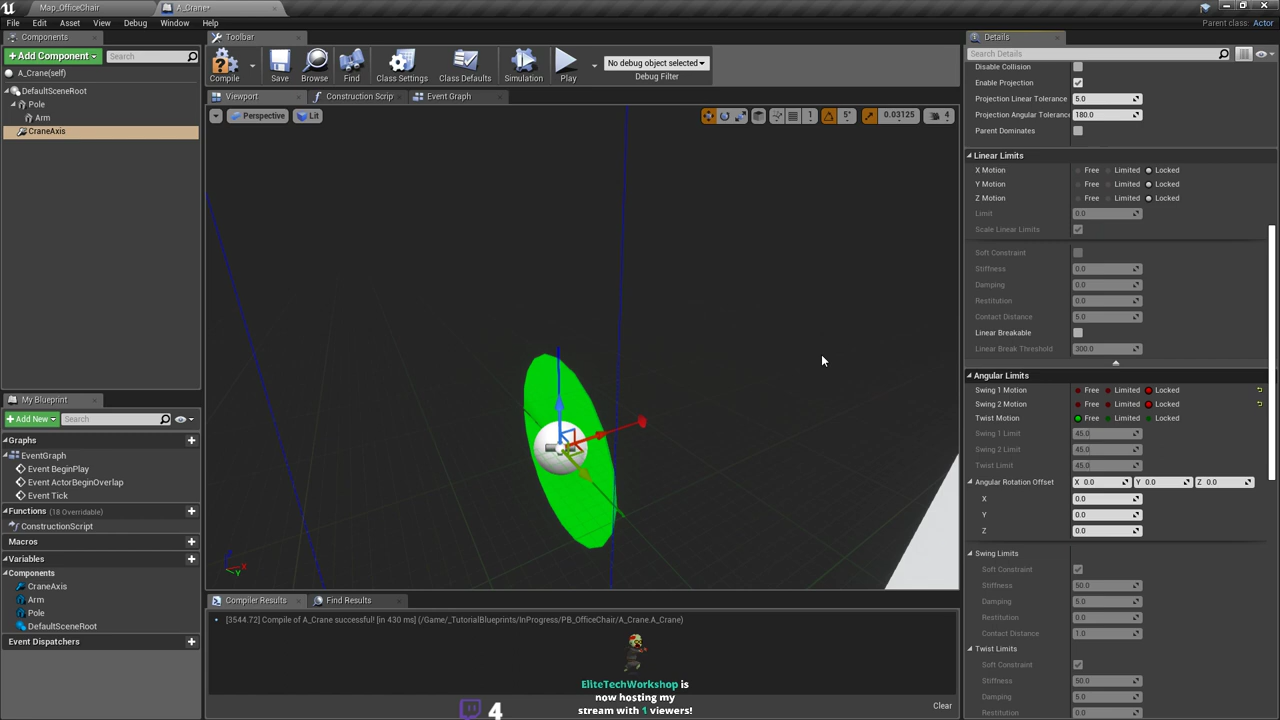 Map_OfficeChair
A_Crane*
File Edit Asset View Debug Window Help
Parent class: Actor
Components
Add Component
Search
A_Crane(self)
DefaultSceneRoot
Pole
Arm
CraneAxis
My Blueprint
Add New
Search
Graphs
EventGraph
Event BeginPlay
Event ActorBeginOverlap
Event Tick
Functions (18 Overridable)
ConstructionScript
Macros
Variables
Components
CraneAxis
Arm
Pole
DefaultSceneRoot
Event Dispatchers
Toolbar
Compile
Save
Browse
Find
Class Settings
Class Defaults
Simulation
Play
No debug object selected
Debug Filter
Viewport
Construction Scrip
Event Graph
Perspective
Lit
1
5°
0.03125
4
Z
X
Y
Compiler Results
Find Results
[3544.72] Compile of A_Crane successful! [in 430 ms] (/Game/_TutorialBlueprints/InProgress/PB_OfficeChair/A_Crane.A_Crane)
EliteTechWorkshop is
now hosting my
stream with 1 viewers!
4
Clear
Details
Search Details
Disable Collision
Enable Projection
Projection Linear Tolerance 5.0
Projection Angular Tolerance 180.0
Parent Dominates
Linear Limits
X Motion Free Limited Locked
Y Motion Free Limited Locked
Z Motion Free Limited Locked
Limit 0.0
Scale Linear Limits
Soft Constraint
Stiffness 0.0
Damping 0.0
Restitution 0.0
Contact Distance 5.0
Linear Breakable
Linear Break Threshold 300.0
Angular Limits
Swing 1 Motion Free Limited Locked
Swing 2 Motion Free Limited Locked
Twist Motion Free Limited Locked
Swing 1 Limit 45.0
Swing 2 Limit 45.0
Twist Limit 45.0
Angular Rotation Offset X 0.0 Y 0.0 Z 0.0
X 0.0
Y 0.0
Z 0.0
Swing Limits
Soft Constraint
Stiffness 50.0
Damping 5.0
Restitution 0.0
Contact Distance 1.0
Twist Limits
Soft Constraint
Stiffness 50.0
Damping 5.0
Restitution 0.0